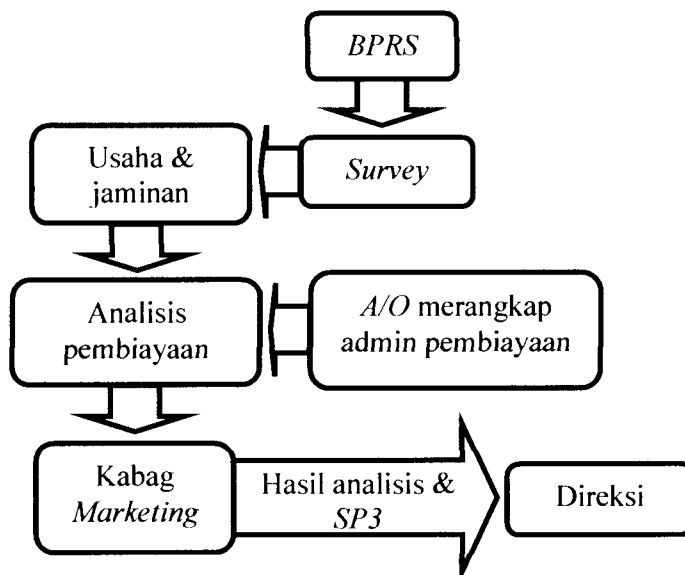 BPRS
Usaha &
jaminan
Survey
Analisis
pembiayaan
A/O merangkap
admin pembiayaan
Kabag
Marketing
Hasil analisis &
SP3
Direksi